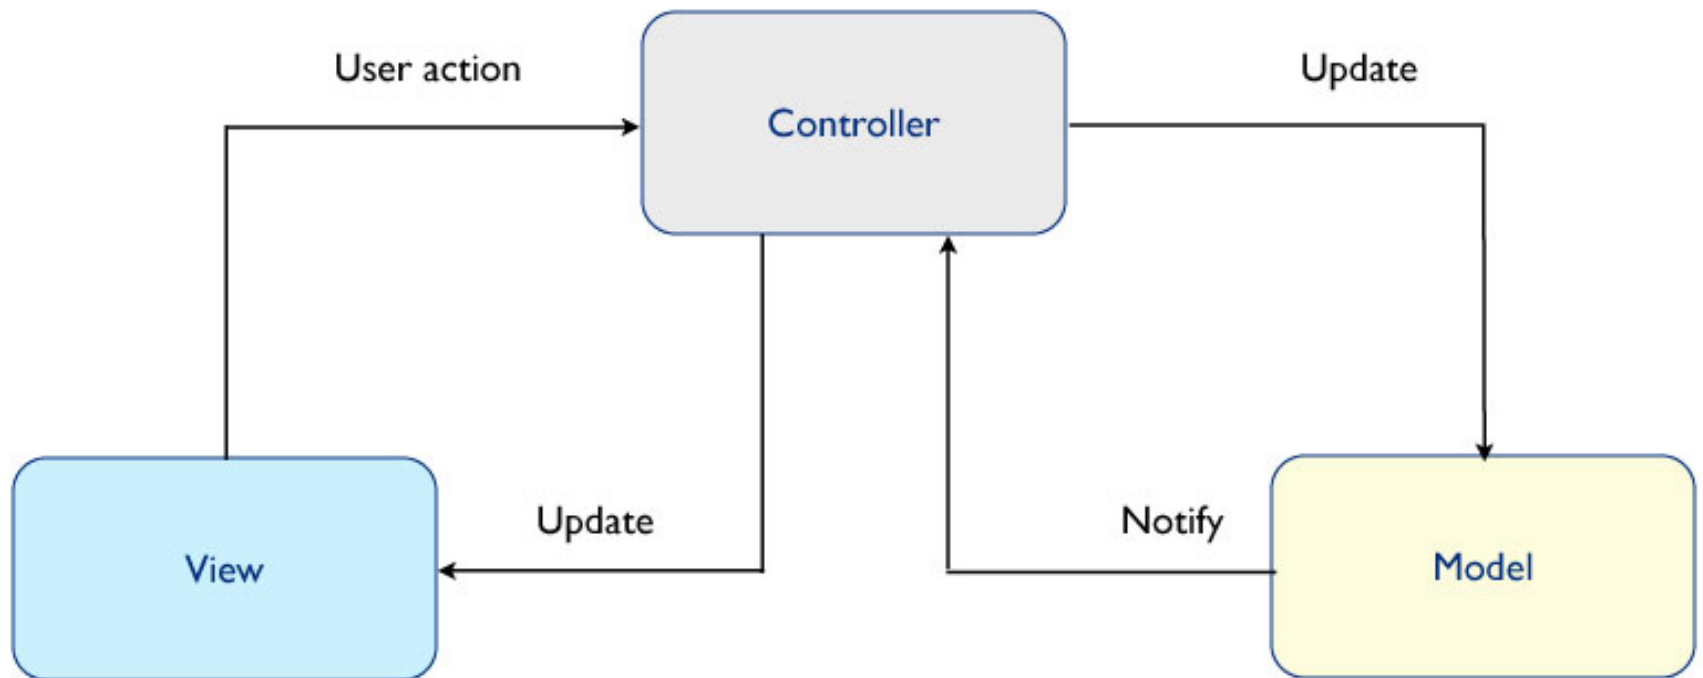 User action
Controller
Update
View
Update
Notify
Model